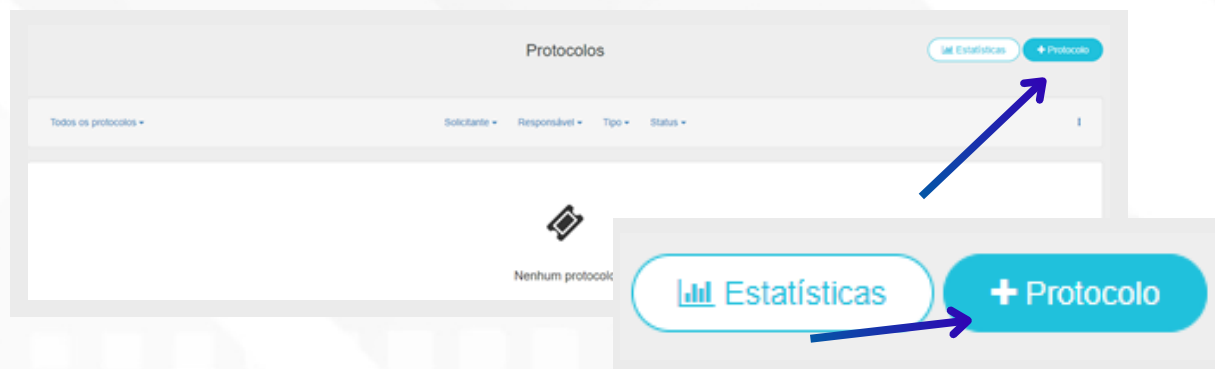 Protocolos
Estatísticas
+ Protocolo
Todos os protocolos
Solicitante
Responsável
Tipo
Status
Nenhum protocolo
Estatísticas
+ Protocolo